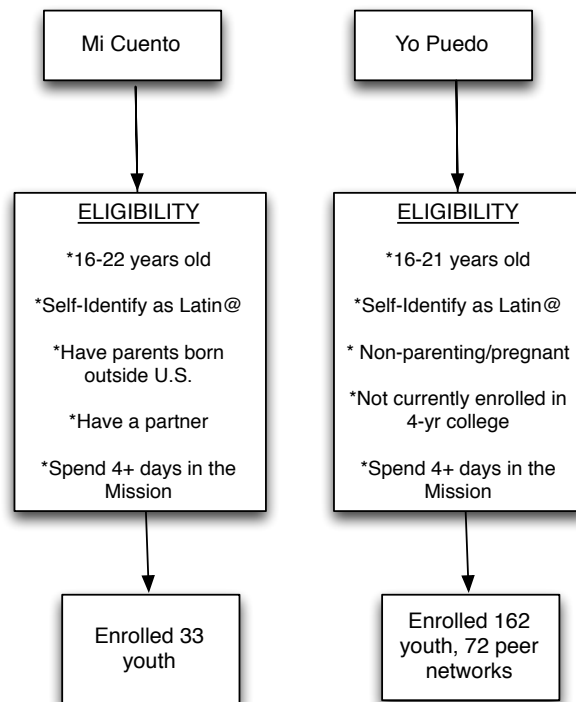 Mi Cuento
ELIGIBILITY
*16-22 years old
*Self-Identify as Latin@
*Have parents born
outside U.S.
*Have a partner
*Spend 4+ days in the
Mission
Enrolled 33
youth
Yo Puedo
ELIGIBILITY
*16-21 years old
*Self-Identify as Latin@
* Non-parenting/pregnant
*Not currently enrolled in
4-yr college
*Spend 4+ days in the
Mission
Enrolled 162
youth, 72 peer
networks